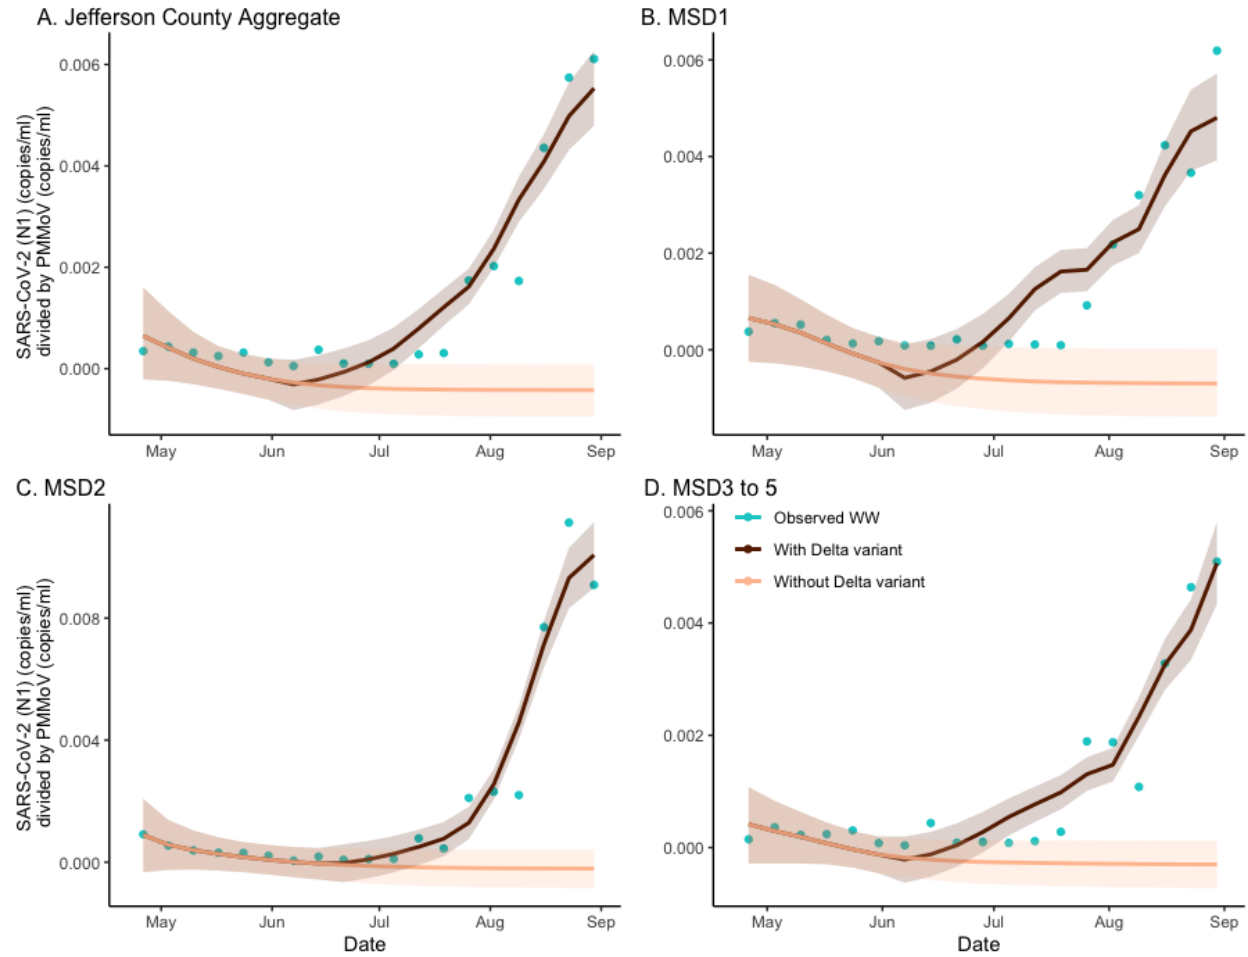 A. Jefferson County Aggregate
SARS-CoV-2 (N1) (copies/ml)
divided by PMMoV (copies/ml)
0.006
0.004
0.002
0.000
May Jun Jul Aug Sep
B. MSD1
0.006
0.004
0.002
0.000
May Jun Jul Aug Sep
C. MSD2
SARS-CoV-2 (N1) (copies/ml)
divided by PMMoV (copies/ml)
0.008
0.004
0.000
May Jun Jul Aug Sep
Date
D. MSD3 to 5
0.006
0.004
0.002
0.000
Observed WW
With Delta variant
Without Delta variant
May Jun Jul Aug Sep
Date